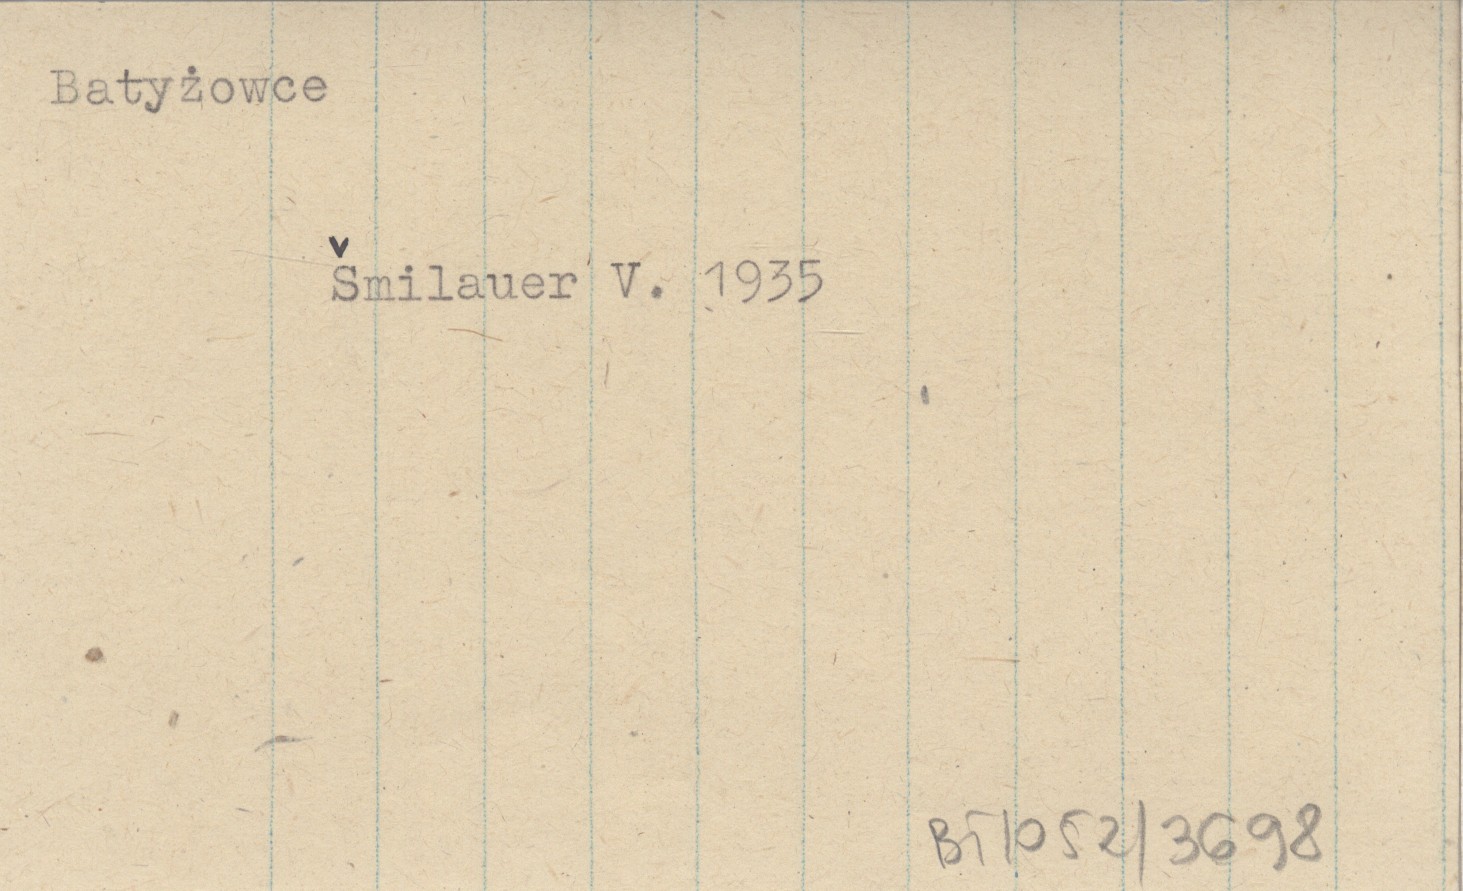 Batyżowce
Šmilauer V. 1935
BT/052/3698